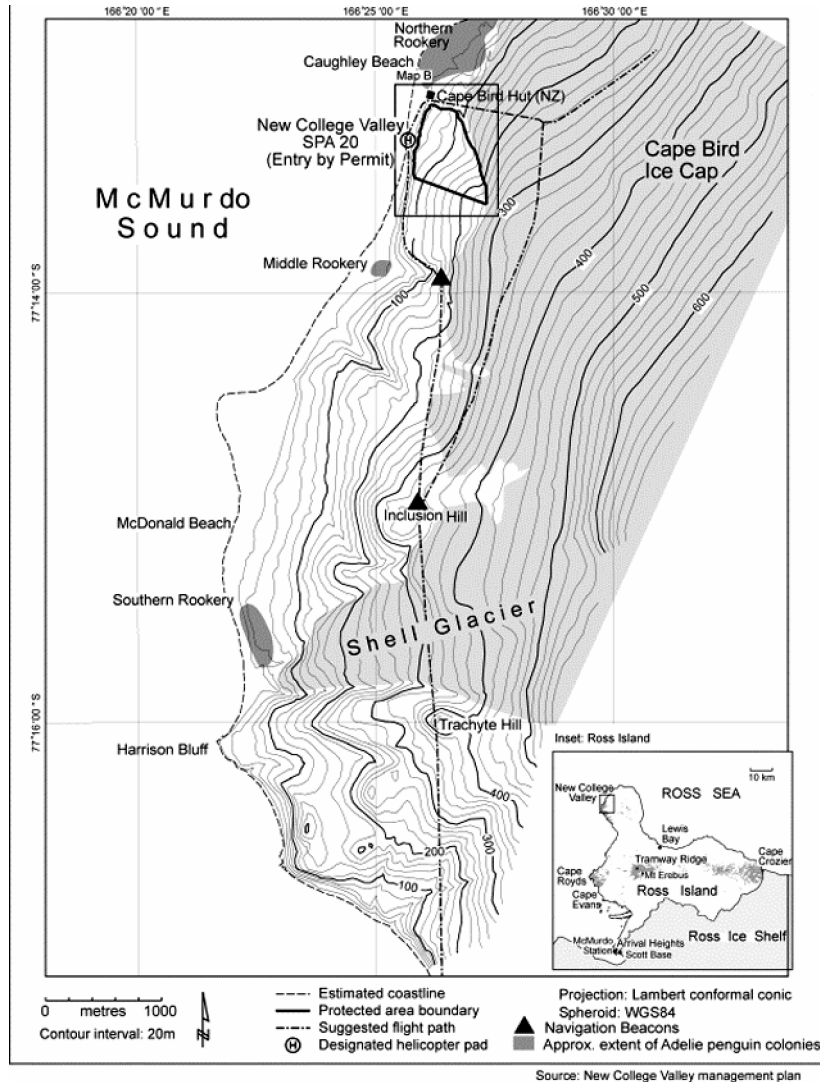 166°20'00"E
166°25'00"E
166°30'00"E
Northern
Rookery
Caughley Beach
Map B
Cape Bird Hut (NZ)
New College Valley
SPA 20
(Entry by Permit)
H
Cape Bird
Ice Cap
McMurdo
Sound
300
400
500
600
Middle Rookery
77°14'00"S
100
Inclusion Hill
McDonald Beach
Southern Rookery
Shell Glacier
Trachyte Hill
77°16'00"S
Harrison Bluff
400
300
200
100
Inset: Ross Island
10 km
New College
Valley
ROSS SEA
Lewis
Bay
Tramway Ridge
Mt Erebus
Cape
Crozier
Cape
Royds
Ross Island
Cape
Evans
Ross Ice Shelf
McMurdo
Station
Arrival Heights
Scott Base
0 metres 1000
Contour interval: 20m
N
Estimated coastline
Protected area boundary
Suggested flight path
H Designated helicopter pad
Projection: Lambert conformal conic
Spheroid: WGS84
Navigation Beacons
Approx. extent of Adelie penguin colonies
Source: New College Valley management plan